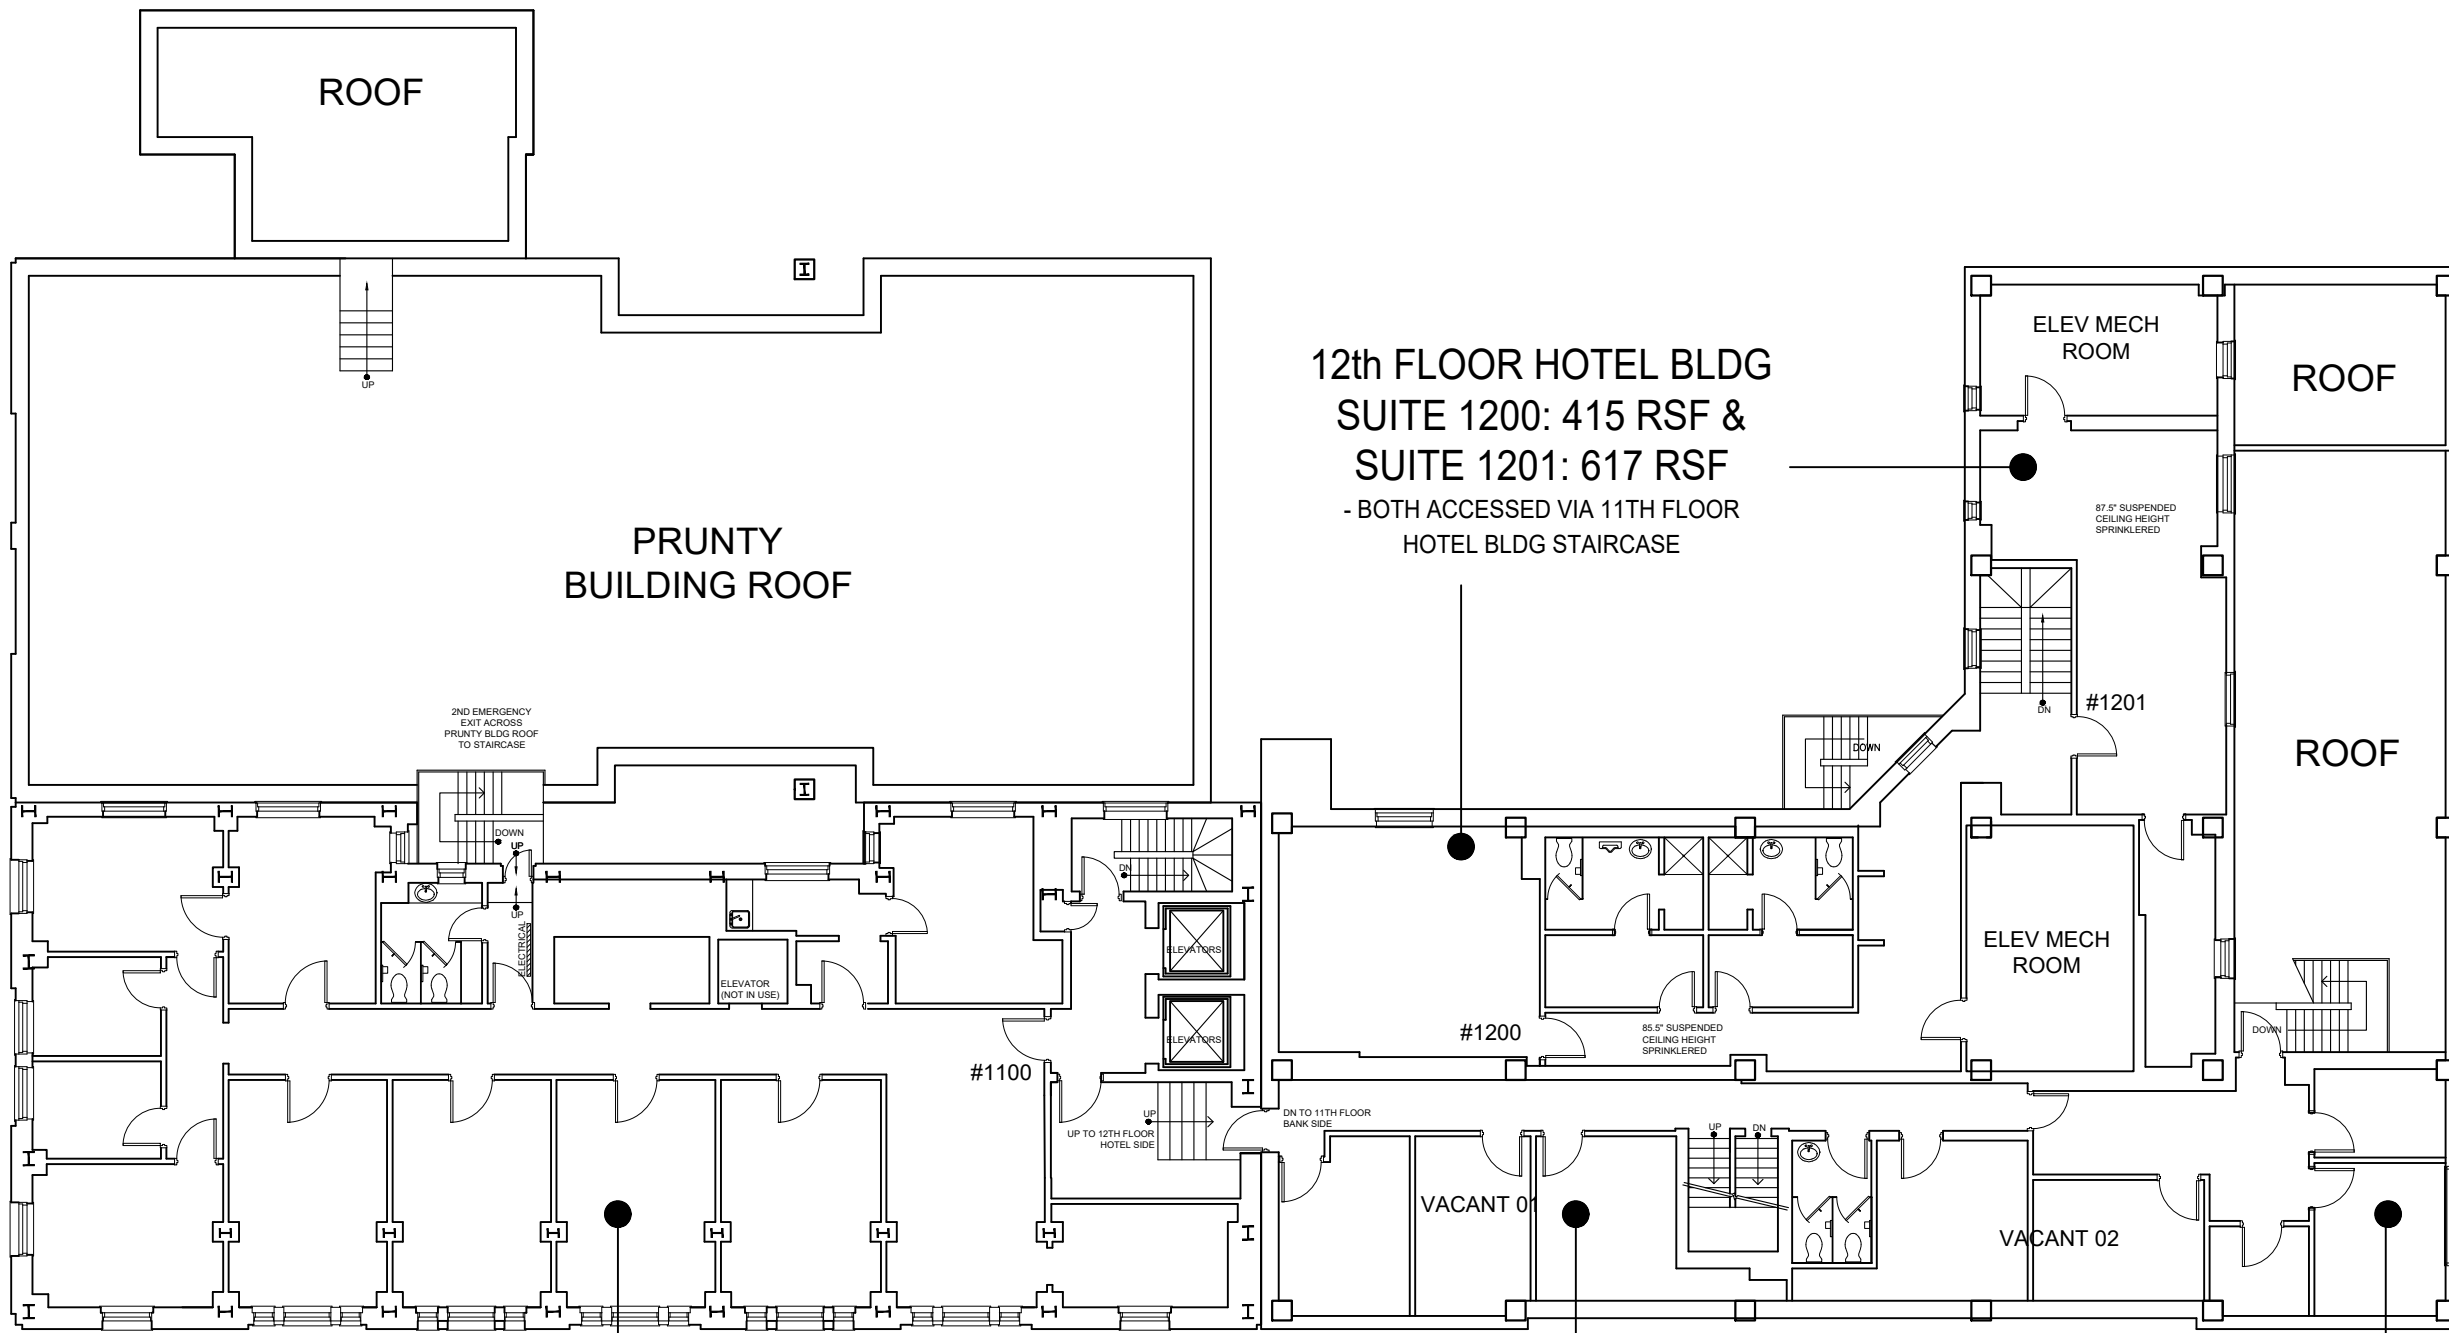 ROOF
UP
PRUNTY
BUILDING ROOF
2ND EMERGENCY
EXIT ACROSS
PRUNTY BLDG ROOF
TO STAIRCASE
12th FLOOR HOTEL BLDG
SUITE 1200: 415 RSF &
SUITE 1201: 617 RSF
- BOTH ACCESSED VIA 11TH FLOOR
HOTEL BLDG STAIRCASE
ELEV MECH
ROOM
ROOF
87.5" SUSPENDED
CEILING HEIGHT
SPRINKLERED
#1201
DN
DOWN
ROOF
DOWN
UP
UP
ELECTRICAL
DN
ELEVATORS
ELEVATOR
(NOT IN USE)
ELEVATORS
#1100
ELEV MECH
ROOM
#1200
85.5" SUSPENDED
CEILING HEIGHT
SPRINKLERED
DOWN
UP
UP TO 12TH FLOOR
HOTEL SIDE
DN TO 11TH FLOOR
BANK SIDE
UP
DN
VACANT 01
VACANT 02